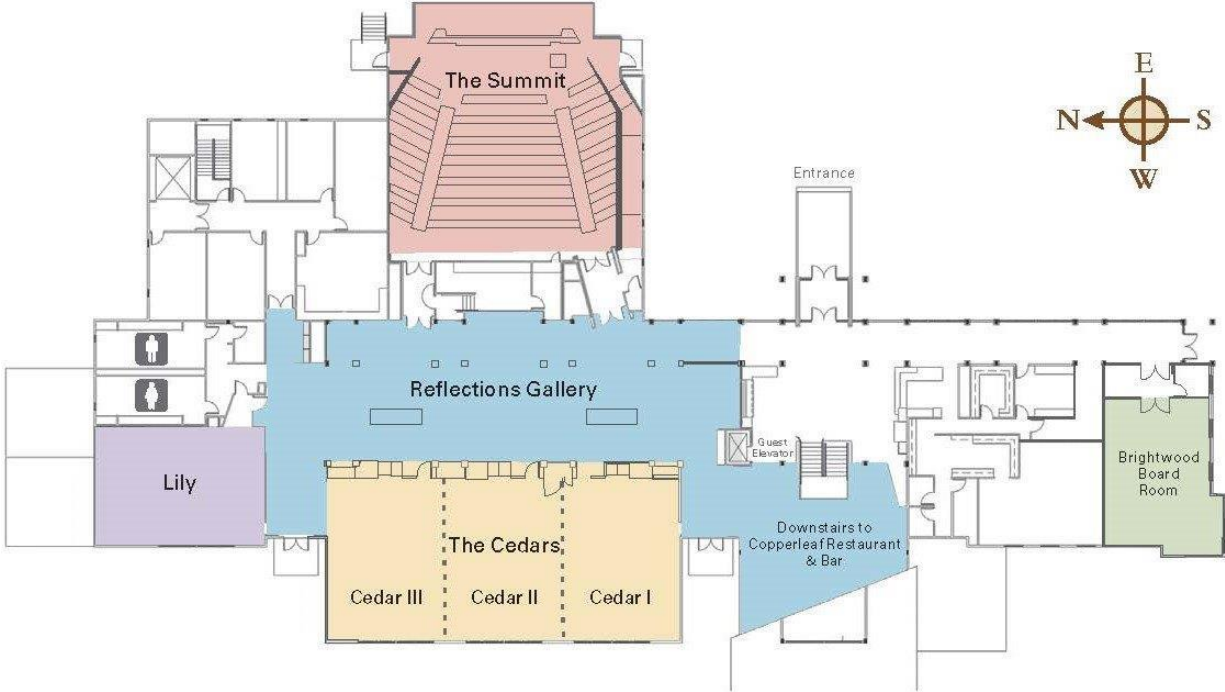 The Summit
E
N
S
W
Entrance
Reflections Gallery
Guest
Elevator
Lily
Brightwood
Board
Room
Downstairs to
Copperleaf Restaurant
& Bar
The Cedars
Cedar III
Cedar II
Cedar I